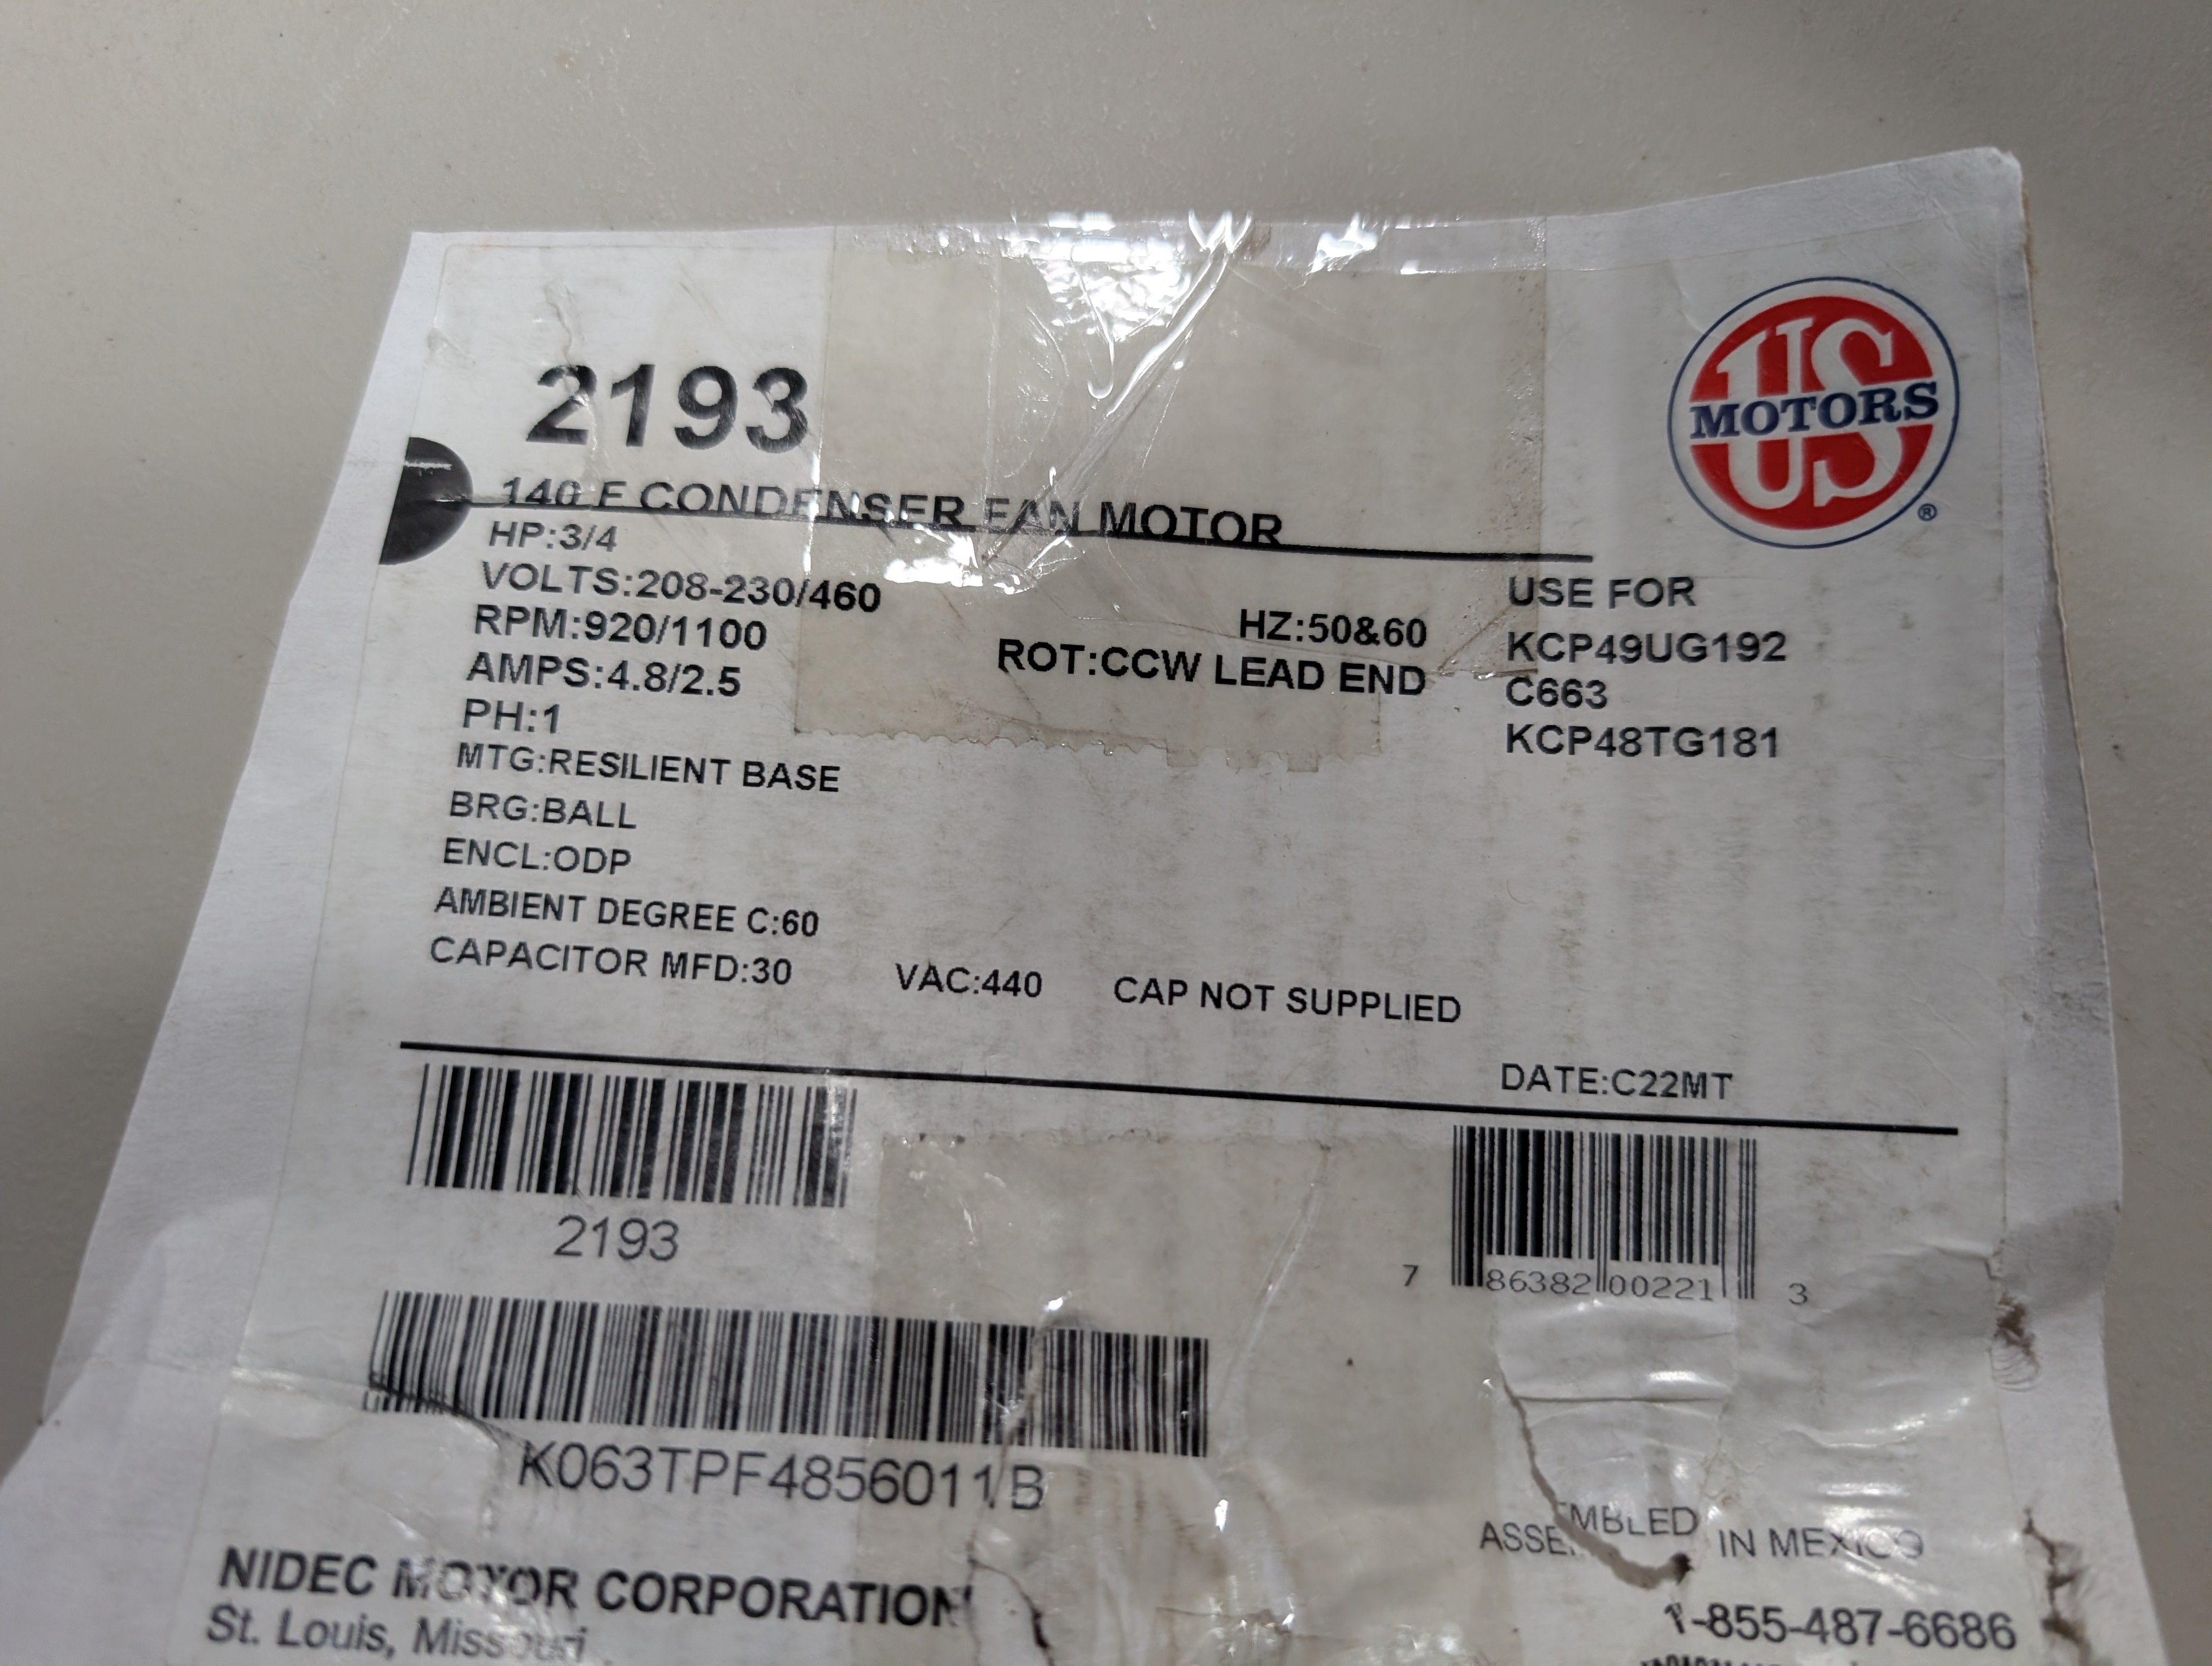 2193
US
MOTORS
®
140 F CONDENSER FAN MOTOR
HP:3/4
VOLTS:208-230/460
HZ:50&60
RPM:920/1100
ROT:CCW LEAD END
AMPS:4.8/2.5
PH:1
MTG:RESILIENT BASE
BRG:BALL
ENCL:ODP
AMBIENT DEGREE C:60
CAPACITOR MFD:30 VAC:440 CAP NOT SUPPLIED
USE FOR
KCP49UG192
C663
KCP48TG181
DATE:C22MT
2193
7 86382 00221 3
K063TPF4856011B
NIDEC MOTOR CORPORATION
St. Louis, Missouri
ASSEMBLED IN MEXICO
1-855-487-6686